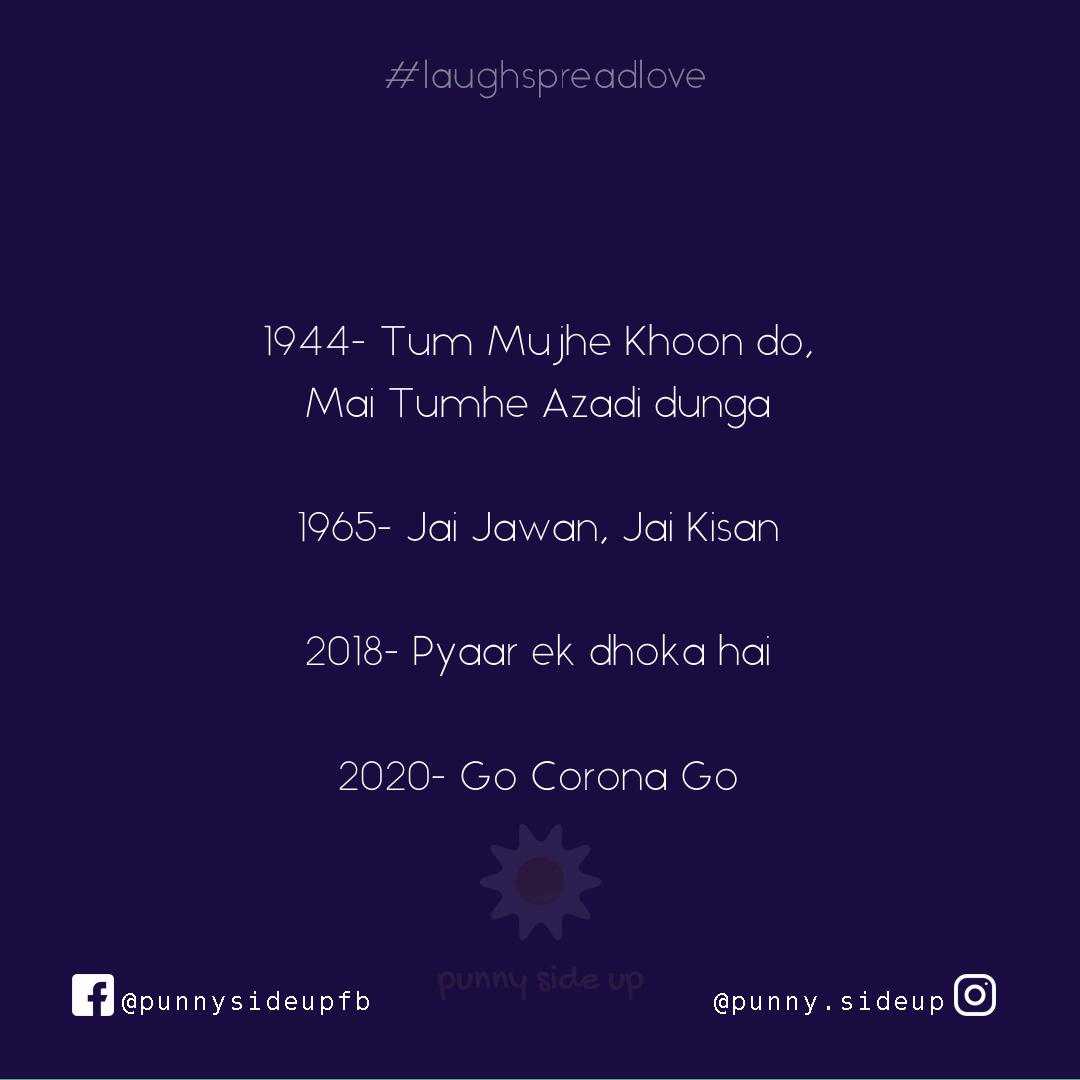 #laughspreadlove
1944- Tum Mujhe Khoon do,
Mai Tumhe Azadi dunga
1965- Jai Jawan, Jai Kisan
2018- Pyaar ek dhoka hai
2020- Go Corona Go
punny side up
@punnysideupfb
@punny.sideup